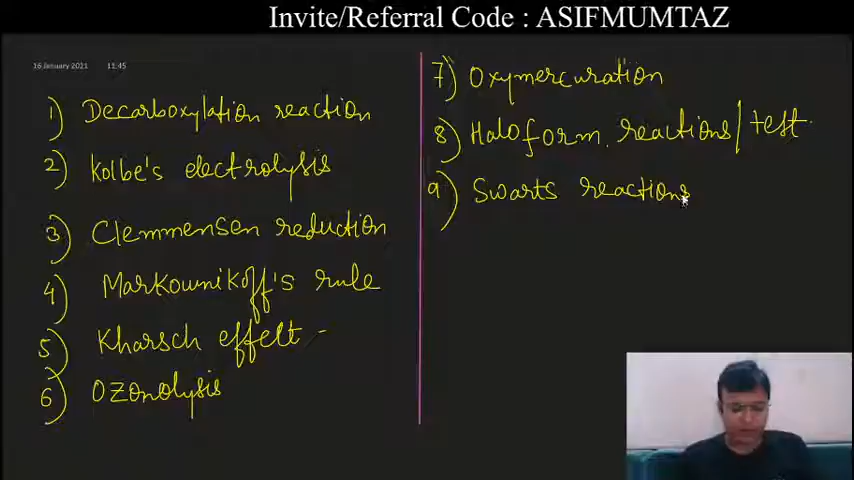 Invite/Referral Code : ASIFMUMTAZ
16 January 2021 11:45
1) Decarboxylation reaction
2) Kolbe's electrolysis
3) Clemmensen reduction
4) Markownikoff's rule
5) Kharsch effelt -
6) Ozonolysis
7) Oxymercuration
8) Haloform. reactions/test.
9) Swarts reactions